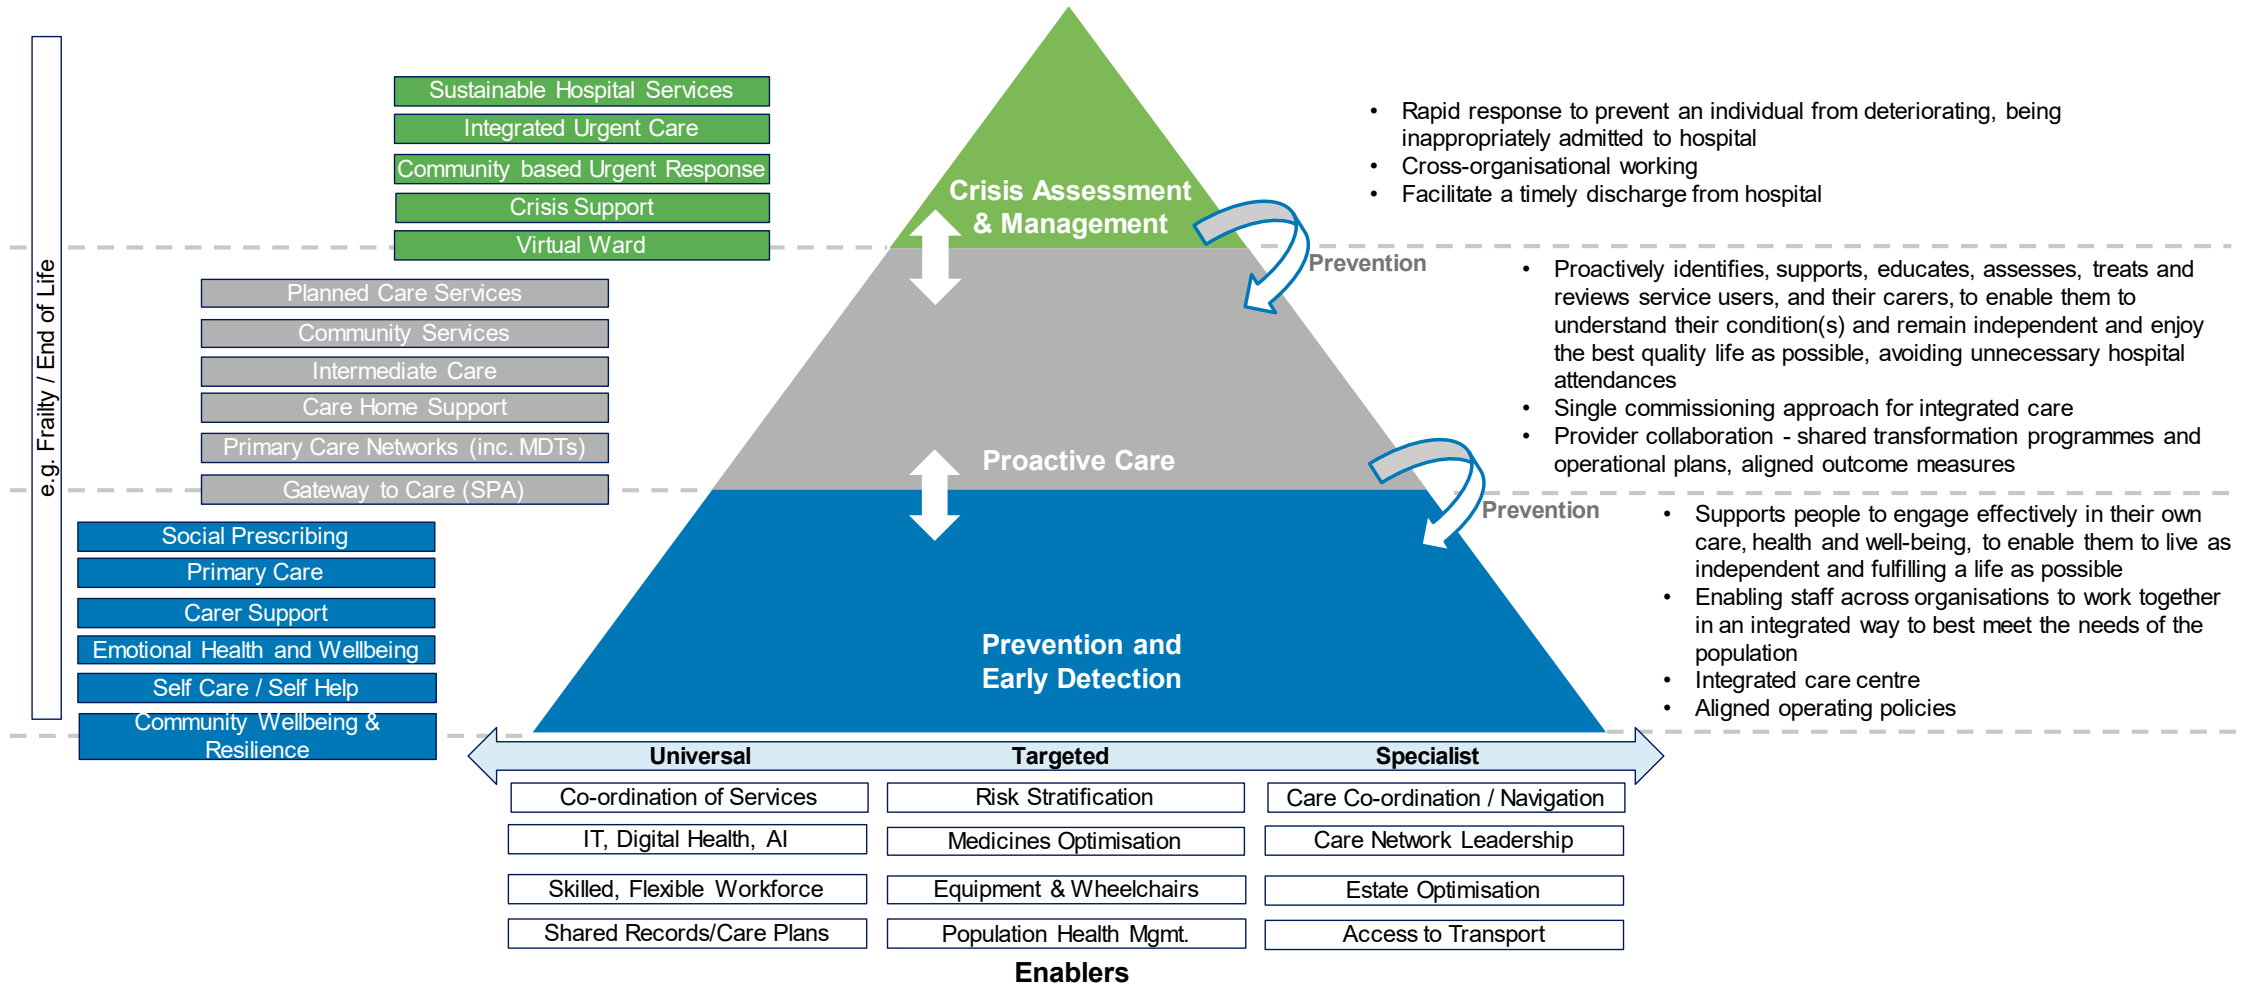 e.g. Frailty / End of Life
Sustainable Hospital Services
Integrated Urgent Care
Community based Urgent Response
Crisis Support
Virtual Ward
Planned Care Services
Community Services
Intermediate Care
Care Home Support
Primary Care Networks (inc. MDTs)
Gateway to Care (SPA)
Social Prescribing
Primary Care
Carer Support
Emotional Health and Wellbeing
Self Care / Self Help
Community Wellbeing &
Resilience
Crisis Assessment
& Management
Proactive Care
Prevention and
Early Detection
Prevention
Prevention
• Rapid response to prevent an individual from deteriorating, being
inappropriately admitted to hospital
• Cross-organisational working
• Facilitate a timely discharge from hospital
• Proactively identifies, supports, educates, assesses, treats and
reviews service users, and their carers, to enable them to
understand their condition(s) and remain independent and enjoy
the best quality life as possible, avoiding unnecessary hospital
attendances
• Single commissioning approach for integrated care
• Provider collaboration - shared transformation programmes and
operational plans, aligned outcome measures
• Supports people to engage effectively in their own
care, health and well-being, to enable them to live as
independent and fulfilling a life as possible
• Enabling staff across organisations to work together
in an integrated way to best meet the needs of the
population
• Integrated care centre
• Aligned operating policies
Universal
Targeted
Specialist
Co-ordination of Services
Risk Stratification
Care Co-ordination / Navigation
IT, Digital Health, AI
Medicines Optimisation
Care Network Leadership
Skilled, Flexible Workforce
Equipment & Wheelchairs
Estate Optimisation
Shared Records/Care Plans
Population Health Mgmt.
Access to Transport
Enablers